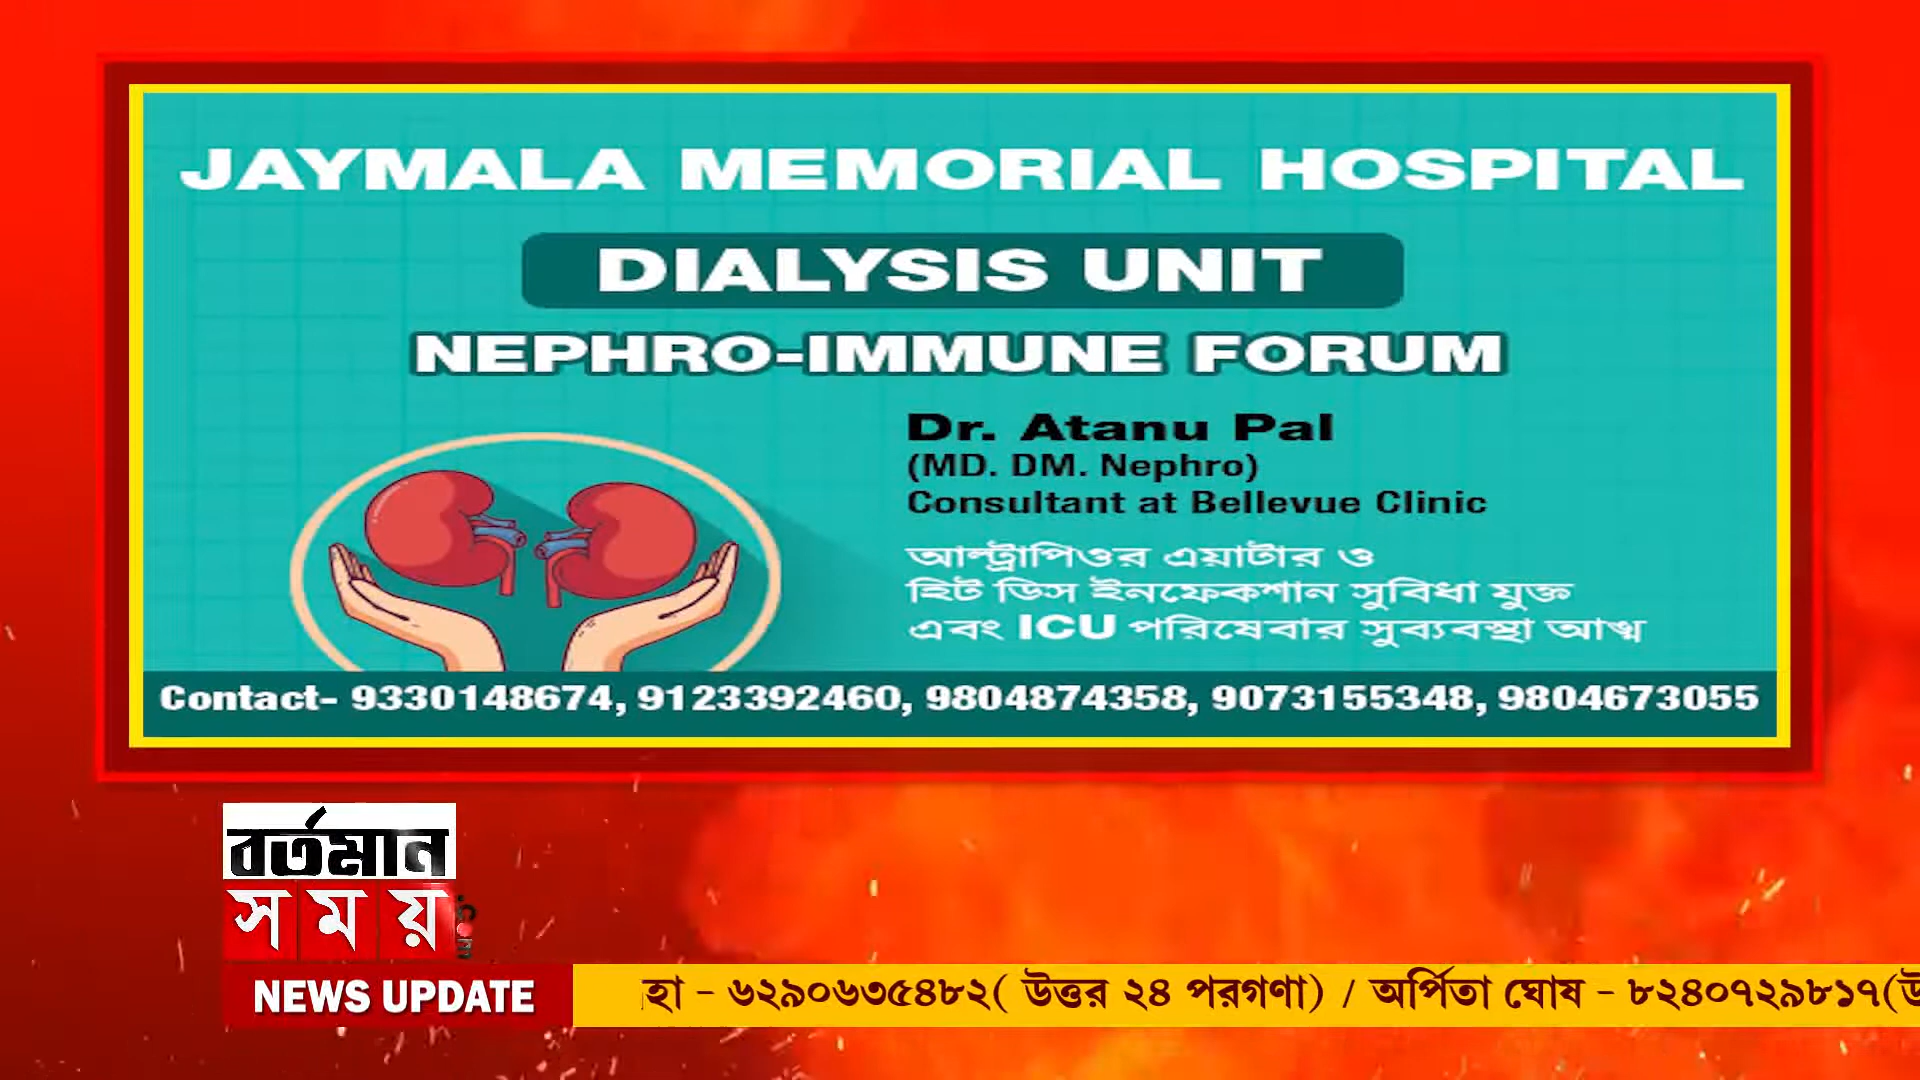 JAYMALA MEMORIAL HOSPITAL
DIALYSIS UNIT
NEPHRO-IMMUNE FORUM
Dr. Atanu Pal
(MD. DM. Nephro)
Consultant at Bellevue Clinic
আল্ট্রাপিওর এয়াটার ও
হিট ডিস ইনফেকশান সুবিধা যুক্ত
এবং ICU পরিষেবার সুব্যবস্থা আঙ্খ
Contact- 9330148674, 9123392460, 9804874358, 9073155348, 9804673055
বর্তমান
সময়
NEWS UPDATE
হা - ৬২৯০৬৩৫৪৮২( উত্তর ২৪ পরগণা) / অর্পিতা ঘোষ - ৮২৪০৭২৯৮১৭(উ